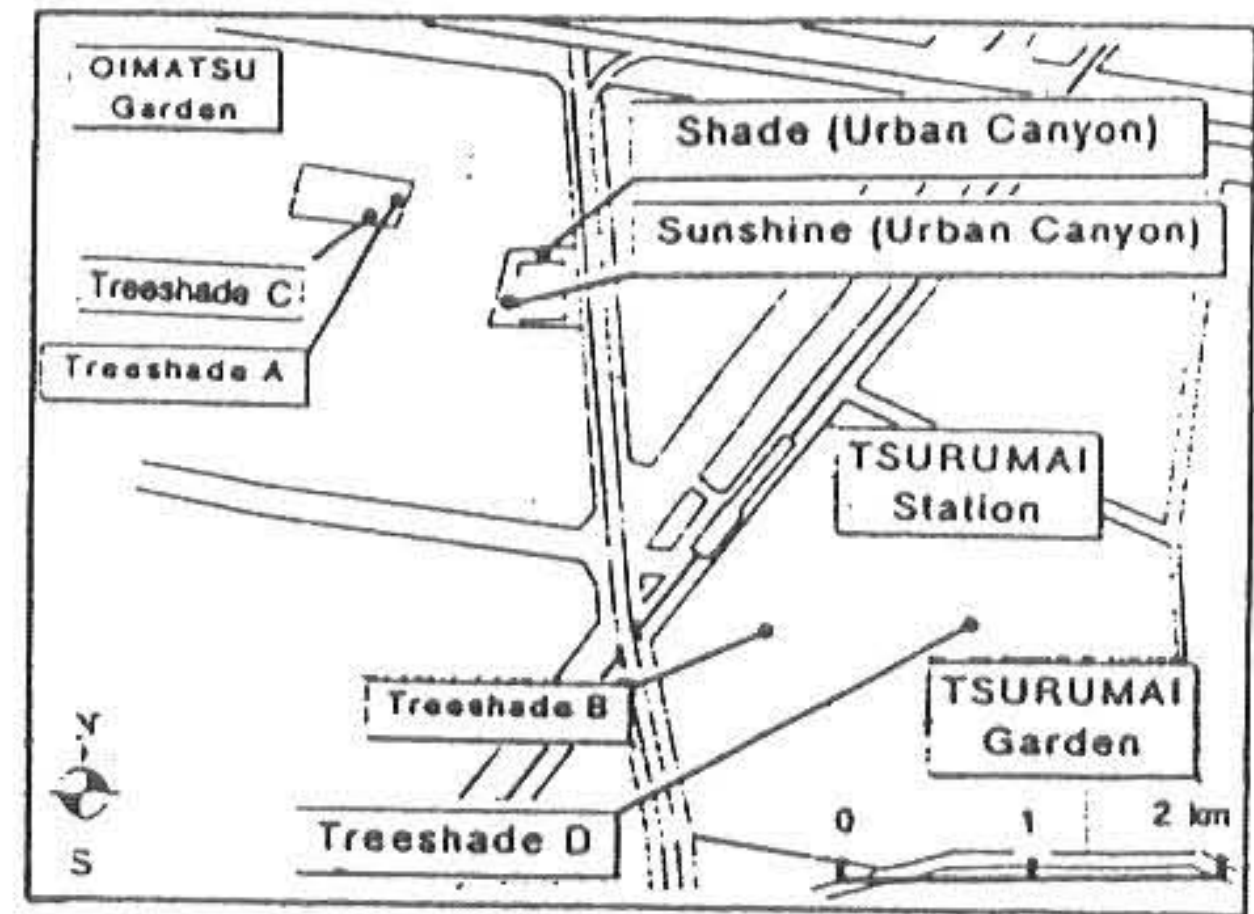 OIMATSU
Garden
Shade (Urban Canyon)
Sunshine (Urban Canyon)
Treeshade C
Treeshade A
TSURUMAI
Station
Treeshade B
TSURUMAI
Garden
Treeshade D
N
S
0 1 2 km